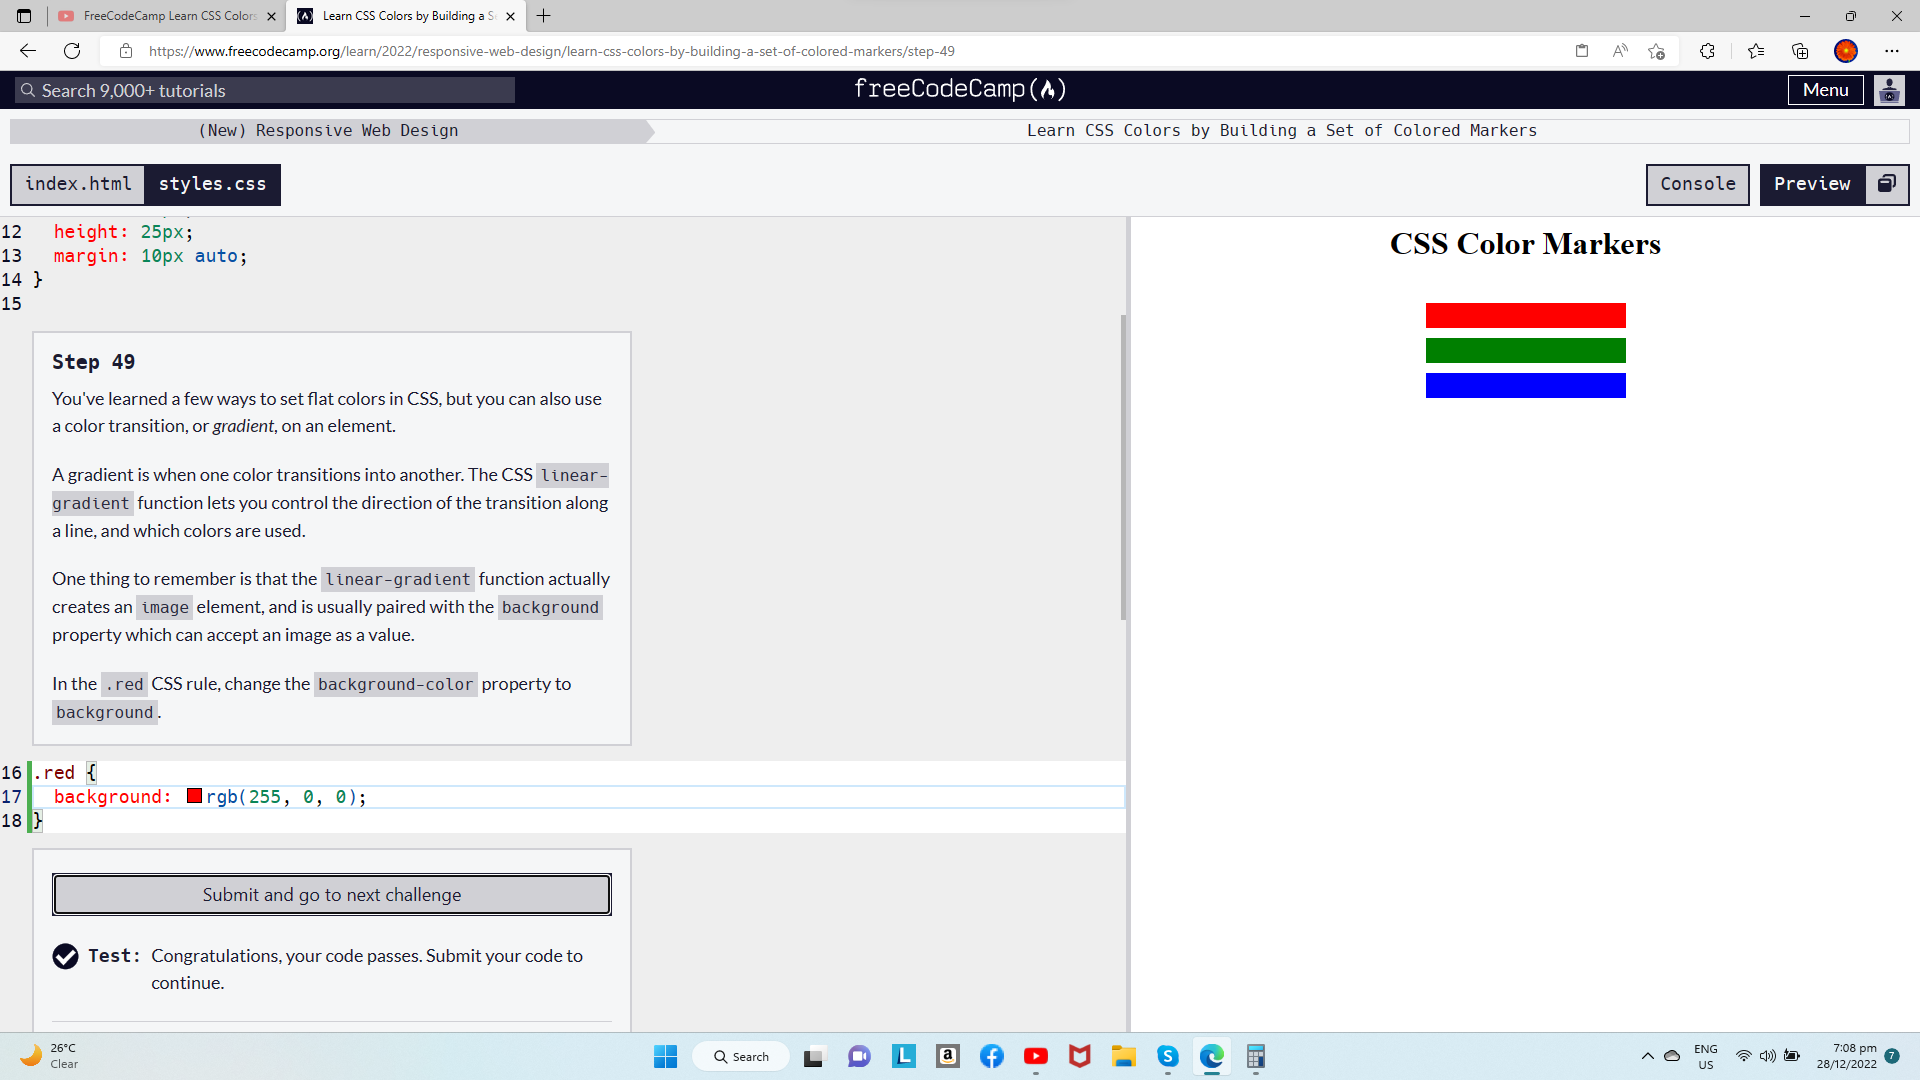 FreeCodeCamp Learn CSS Colors
Learn CSS Colors by Building a Se
https://www.freecodecamp.org/learn/2022/responsive-web-design/learn-css-colors-by-building-a-set-of-colored-markers/step-49
Search 9,000+ tutorials
freeCodeCamp
Menu
(New) Responsive Web Design
Learn CSS Colors by Building a Set of Colored Markers
index.html
styles.css
Console
Preview
12 height: 25px;
13 margin: 10px auto;
14 }
15
Step 49
You've learned a few ways to set flat colors in CSS, but you can also use
a color transition, or gradient, on an element.
A gradient is when one color transitions into another. The CSS linear-
gradient function lets you control the direction of the transition along
a line, and which colors are used.
One thing to remember is that the linear-gradient function actually
creates an image element, and is usually paired with the background
property which can accept an image as a value.
In the .red CSS rule, change the background-color property to
background.
16 .red {
17 background: rgb(255, 0, 0);
18 }
Submit and go to next challenge
Test: Congratulations, your code passes. Submit your code to
continue.
CSS Color Markers
26°C
Clear
Search
ENG
US
7:08 pm
28/12/2022
7